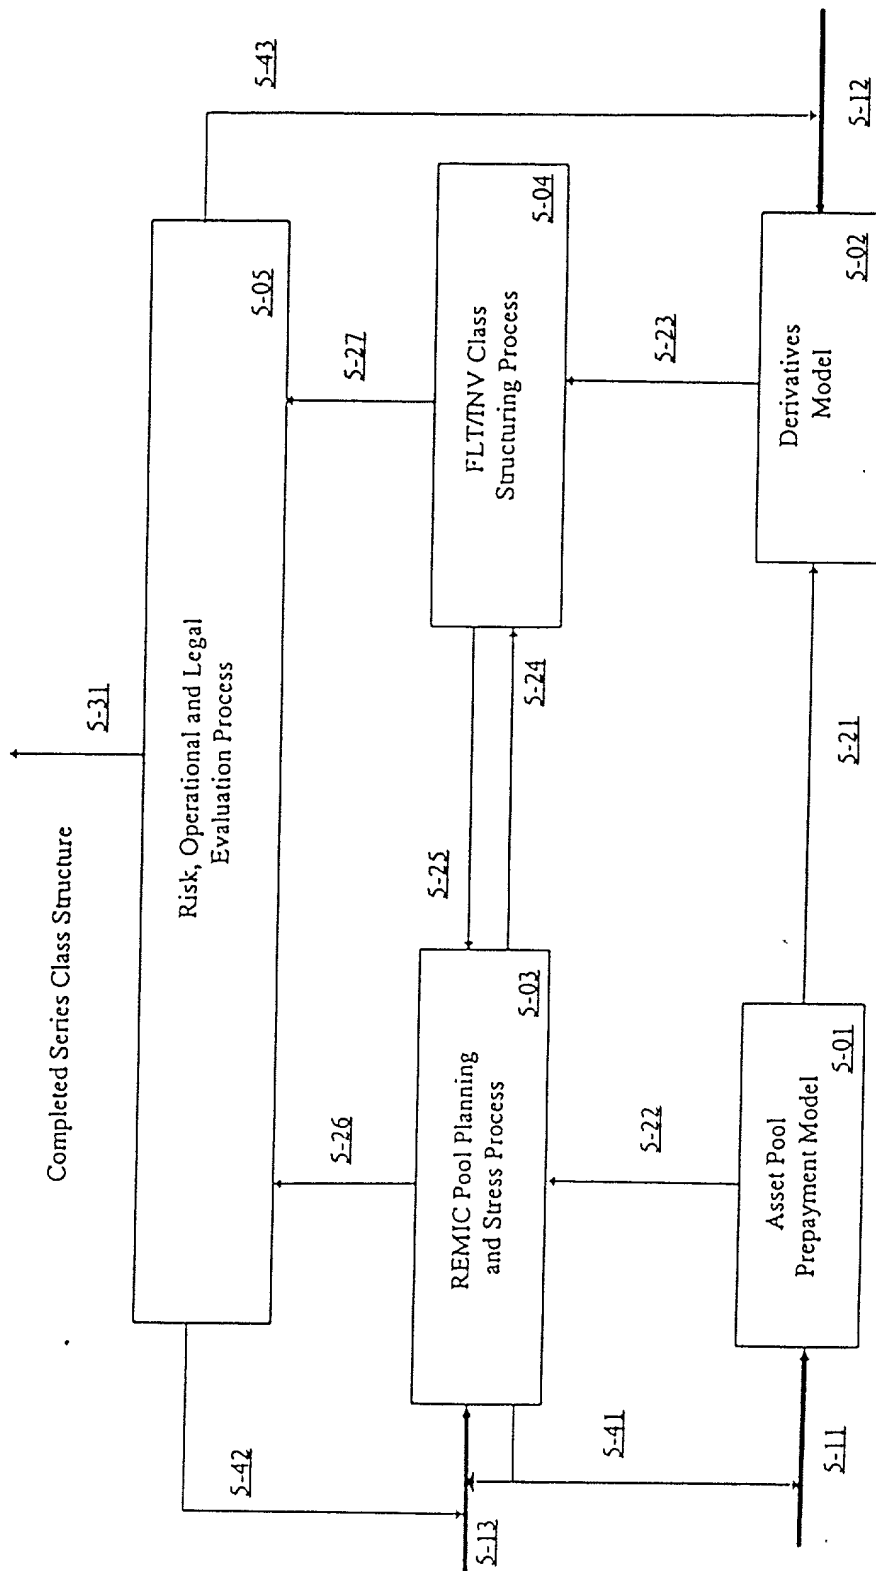 Completed Series Class Structure
5-31
Risk, Operational and Legal
Evaluation Process
5-05
5-42
5-26
5-27
5-43
REMIC Pool Planning
and Stress Process
5-03
5-25
5-24
FLT/INV Class
Structuring Process
5-04
5-13
5-41
5-22
5-23
Asset Pool
Prepayment Model
5-01
5-21
Derivatives
Model
5-02
5-11
5-12